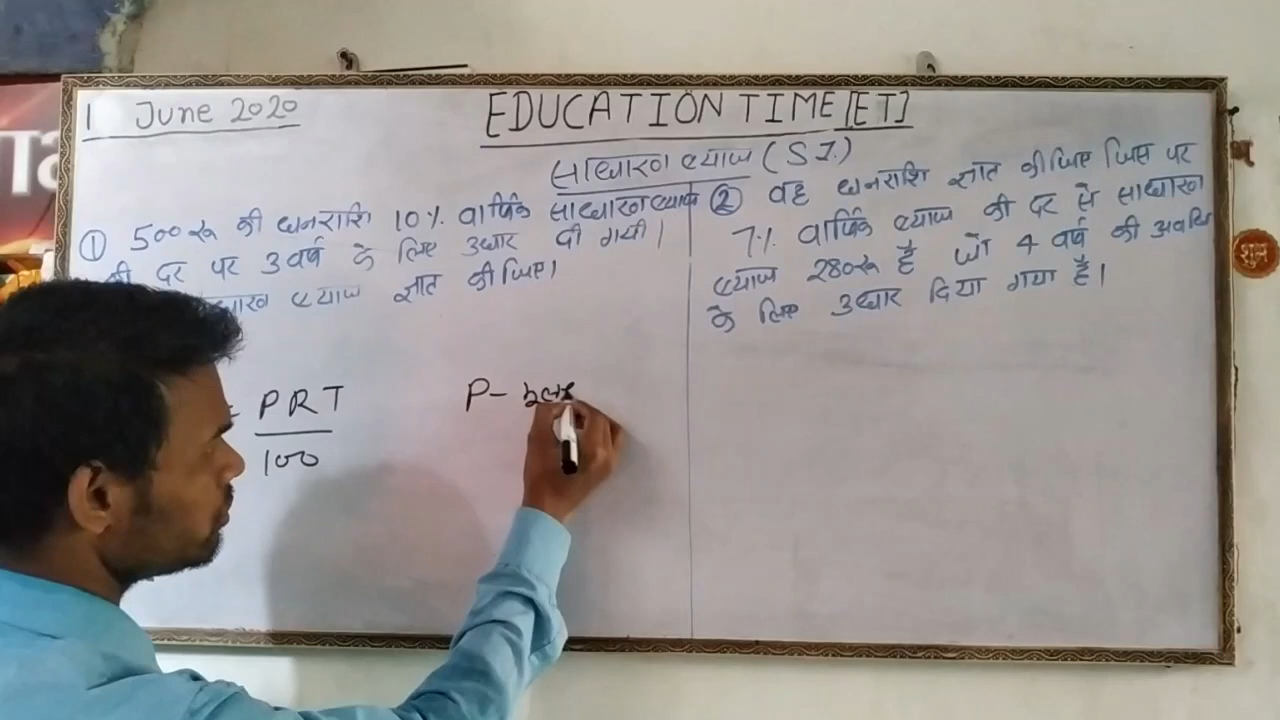 1 June 2020
EDUCATION TIME [ET]
साधारण ब्याज (S I.)
① 500 रू की धनराशि 10% वार्षिक साधारण ब्याज
की दर पर 3 वर्ष के लिए उधार दी गयी।
ब्याज ज्ञात कीजिए।
② वह धनराशि ज्ञात कीजिए जिस पर
7% वार्षिक ब्याज की दर से साधारण
ब्याज 280 रू है जो 4 वर्ष की अवधि
के लिए उधार दिया गया है।
= PRT
100
P-
शुभ